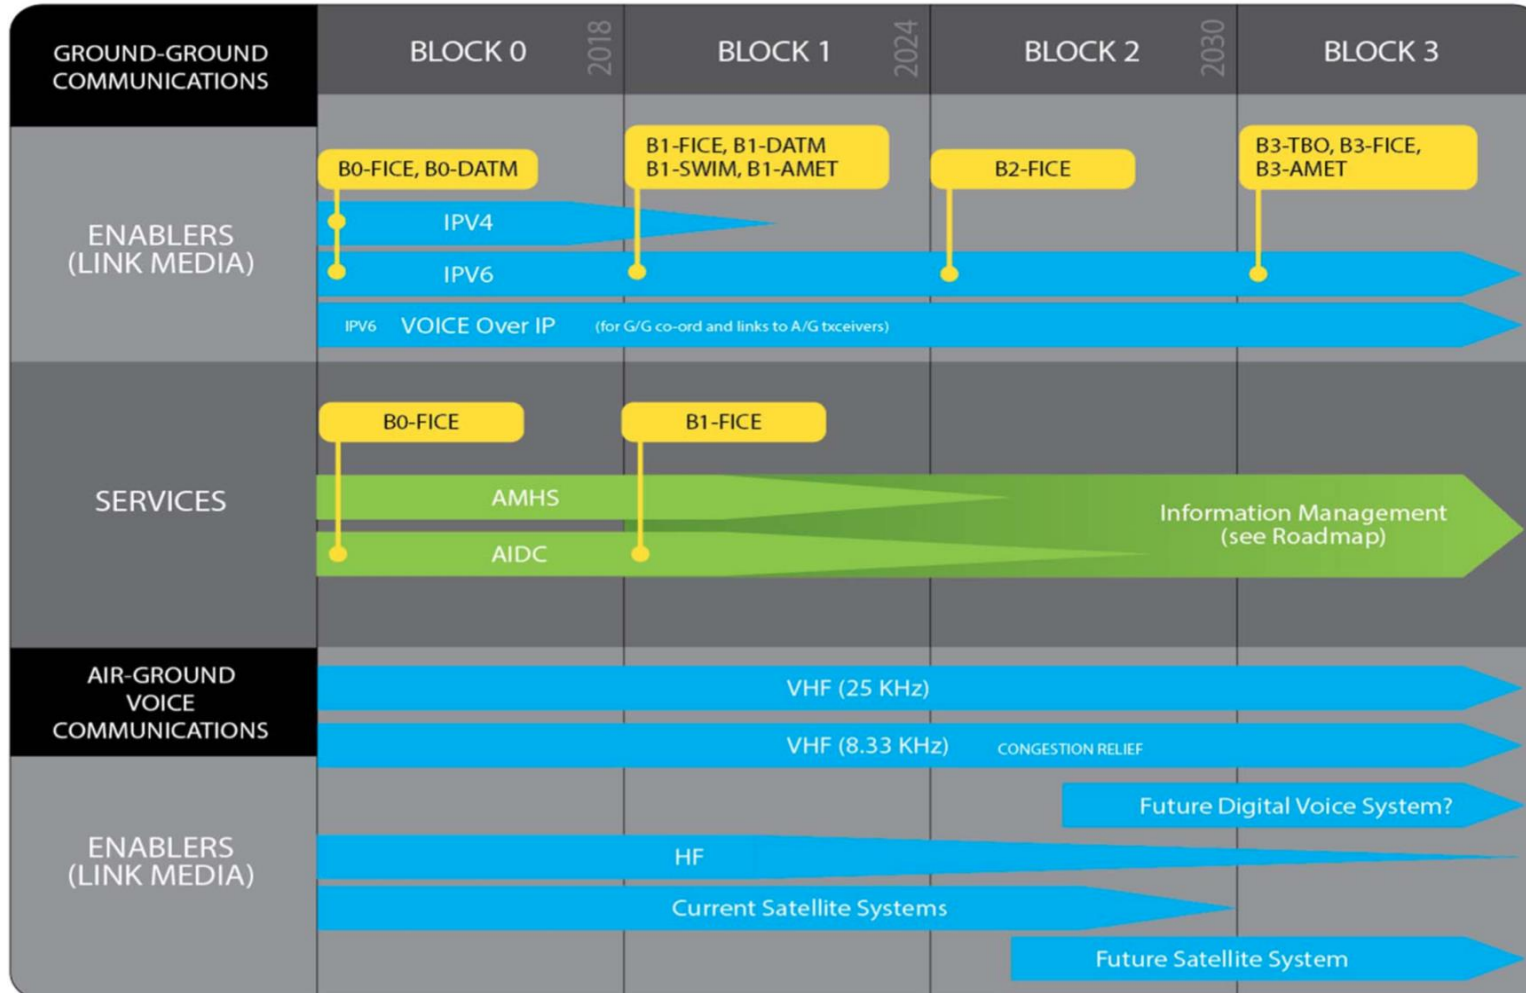 GROUND-GROUND
COMMUNICATIONS
BLOCK 0
2018
BLOCK 1
2024
BLOCK 2
2030
BLOCK 3
ENABLERS
(LINK MEDIA)
B0-FICE, B0-DATM
B1-FICE, B1-DATM
B1-SWIM, B1-AMET
B2-FICE
B3-TBO, B3-FICE,
B3-AMET
IPV4
IPV6
IPV6 VOICE Over IP (for G/G co-ord and links to A/G txceivers)
SERVICES
B0-FICE
B1-FICE
AMHS
AIDC
Information Management
(see Roadmap)
AIR-GROUND
VOICE
COMMUNICATIONS
VHF (25 KHz)
VHF (8.33 KHz) CONGESTION RELIEF
ENABLERS
(LINK MEDIA)
Future Digital Voice System?
HF
Current Satellite Systems
Future Satellite System